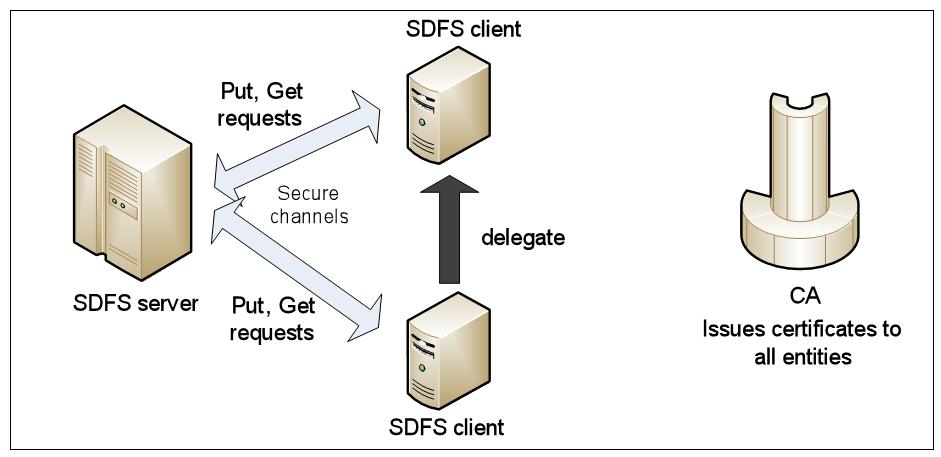 SDFS client
Put, Get
requests
Secure
channels
delegate
SDFS server
Put, Get
requests
SDFS client
CA
Issues certificates to
all entities